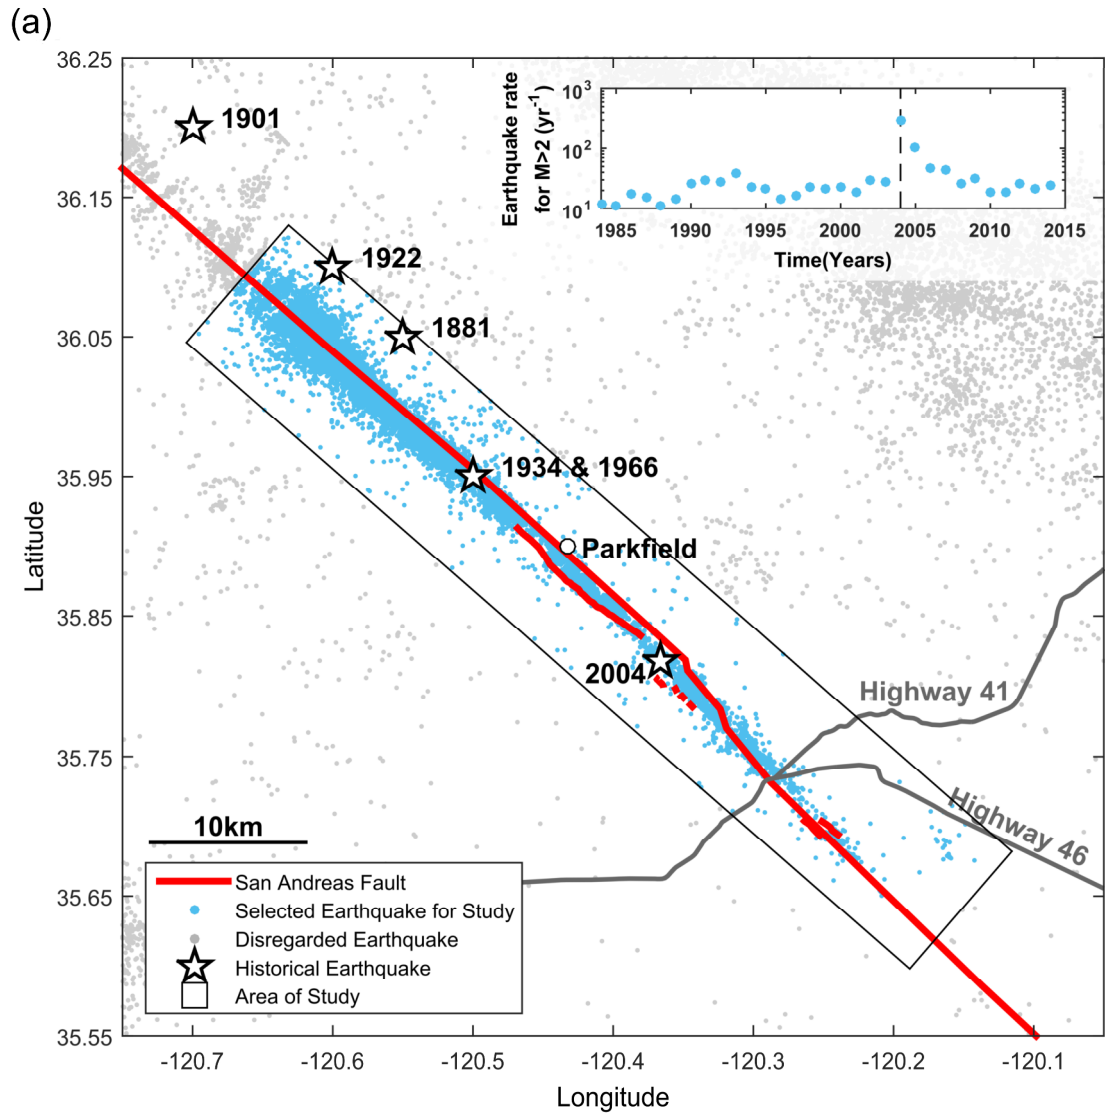 (a)
36.25
36.15
36.05
35.95
35.85
35.75
35.65
35.55
Latitude
-120.7
-120.6
-120.5
-120.4
-120.3
-120.2
-120.1
Longitude
Earthquake rate
for M>2 (yr⁻¹)
10³
10²
10¹
1985
1990
1995
2000
2005
2010
2015
Time(Years)
1901
1922
1881
1934 & 1966
Parkfield
2004
Highway 41
Highway 46
10km
San Andreas Fault
Selected Earthquake for Study
Disregarded Earthquake
Historical Earthquake
Area of Study